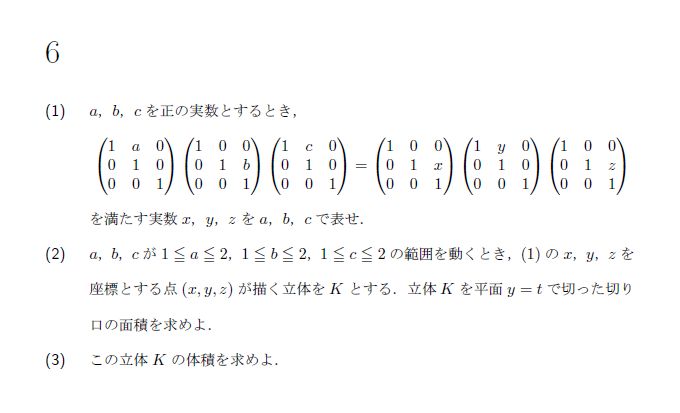 6
(1) a, b, c を正の実数とするとき,
$\begin{pmatrix}1&a&0\\0&1&0\\0&0&1\end{pmatrix}\begin{pmatrix}1&0&0\\0&1&b\\0&0&1\end{pmatrix}\begin{pmatrix}1&c&0\\0&1&0\\0&0&1\end{pmatrix}=\begin{pmatrix}1&0&0\\0&1&x\\0&0&1\end{pmatrix}\begin{pmatrix}1&y&0\\0&1&0\\0&0&1\end{pmatrix}\begin{pmatrix}1&0&0\\0&1&z\\0&0&1\end{pmatrix}$
を満たす実数 x, y, z を a, b, c で表せ.
(2) a, b, c が 1≦a≦2, 1≦b≦2, 1≦c≦2 の範囲を動くとき, (1) の x, y, z を
座標とする点 (x, y, z) が描く立体を K とする. 立体 K を平面 y = t で切った切り
口の面積を求めよ.
(3) この立体 K の体積を求めよ.